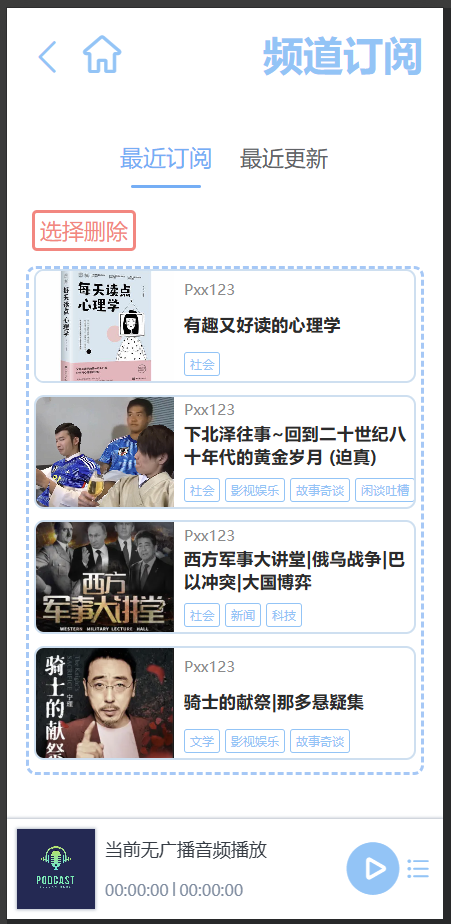 频道订阅
最近订阅 最近更新
选择删除
每天读点
心理学
每天读点心理学
Pxx123
有趣又好读的心理学
社会
Pxx123
下北泽往事~回到二十世纪八
十年代的黄金岁月 (迫真)
社会 影视娱乐 故事奇谈 闲谈吐槽
西方
军事大讲堂
WESTERN MILITARY LECTURE HALL
Pxx123
西方军事大讲堂|俄乌战争|巴
以冲突|大国博弈
社会 新闻 科技
骑士的献祭
Pxx123
骑士的献祭|那多悬疑集
文学 影视娱乐 故事奇谈
PODCAST
当前无广播音频播放
00:00:00 | 00:00:00